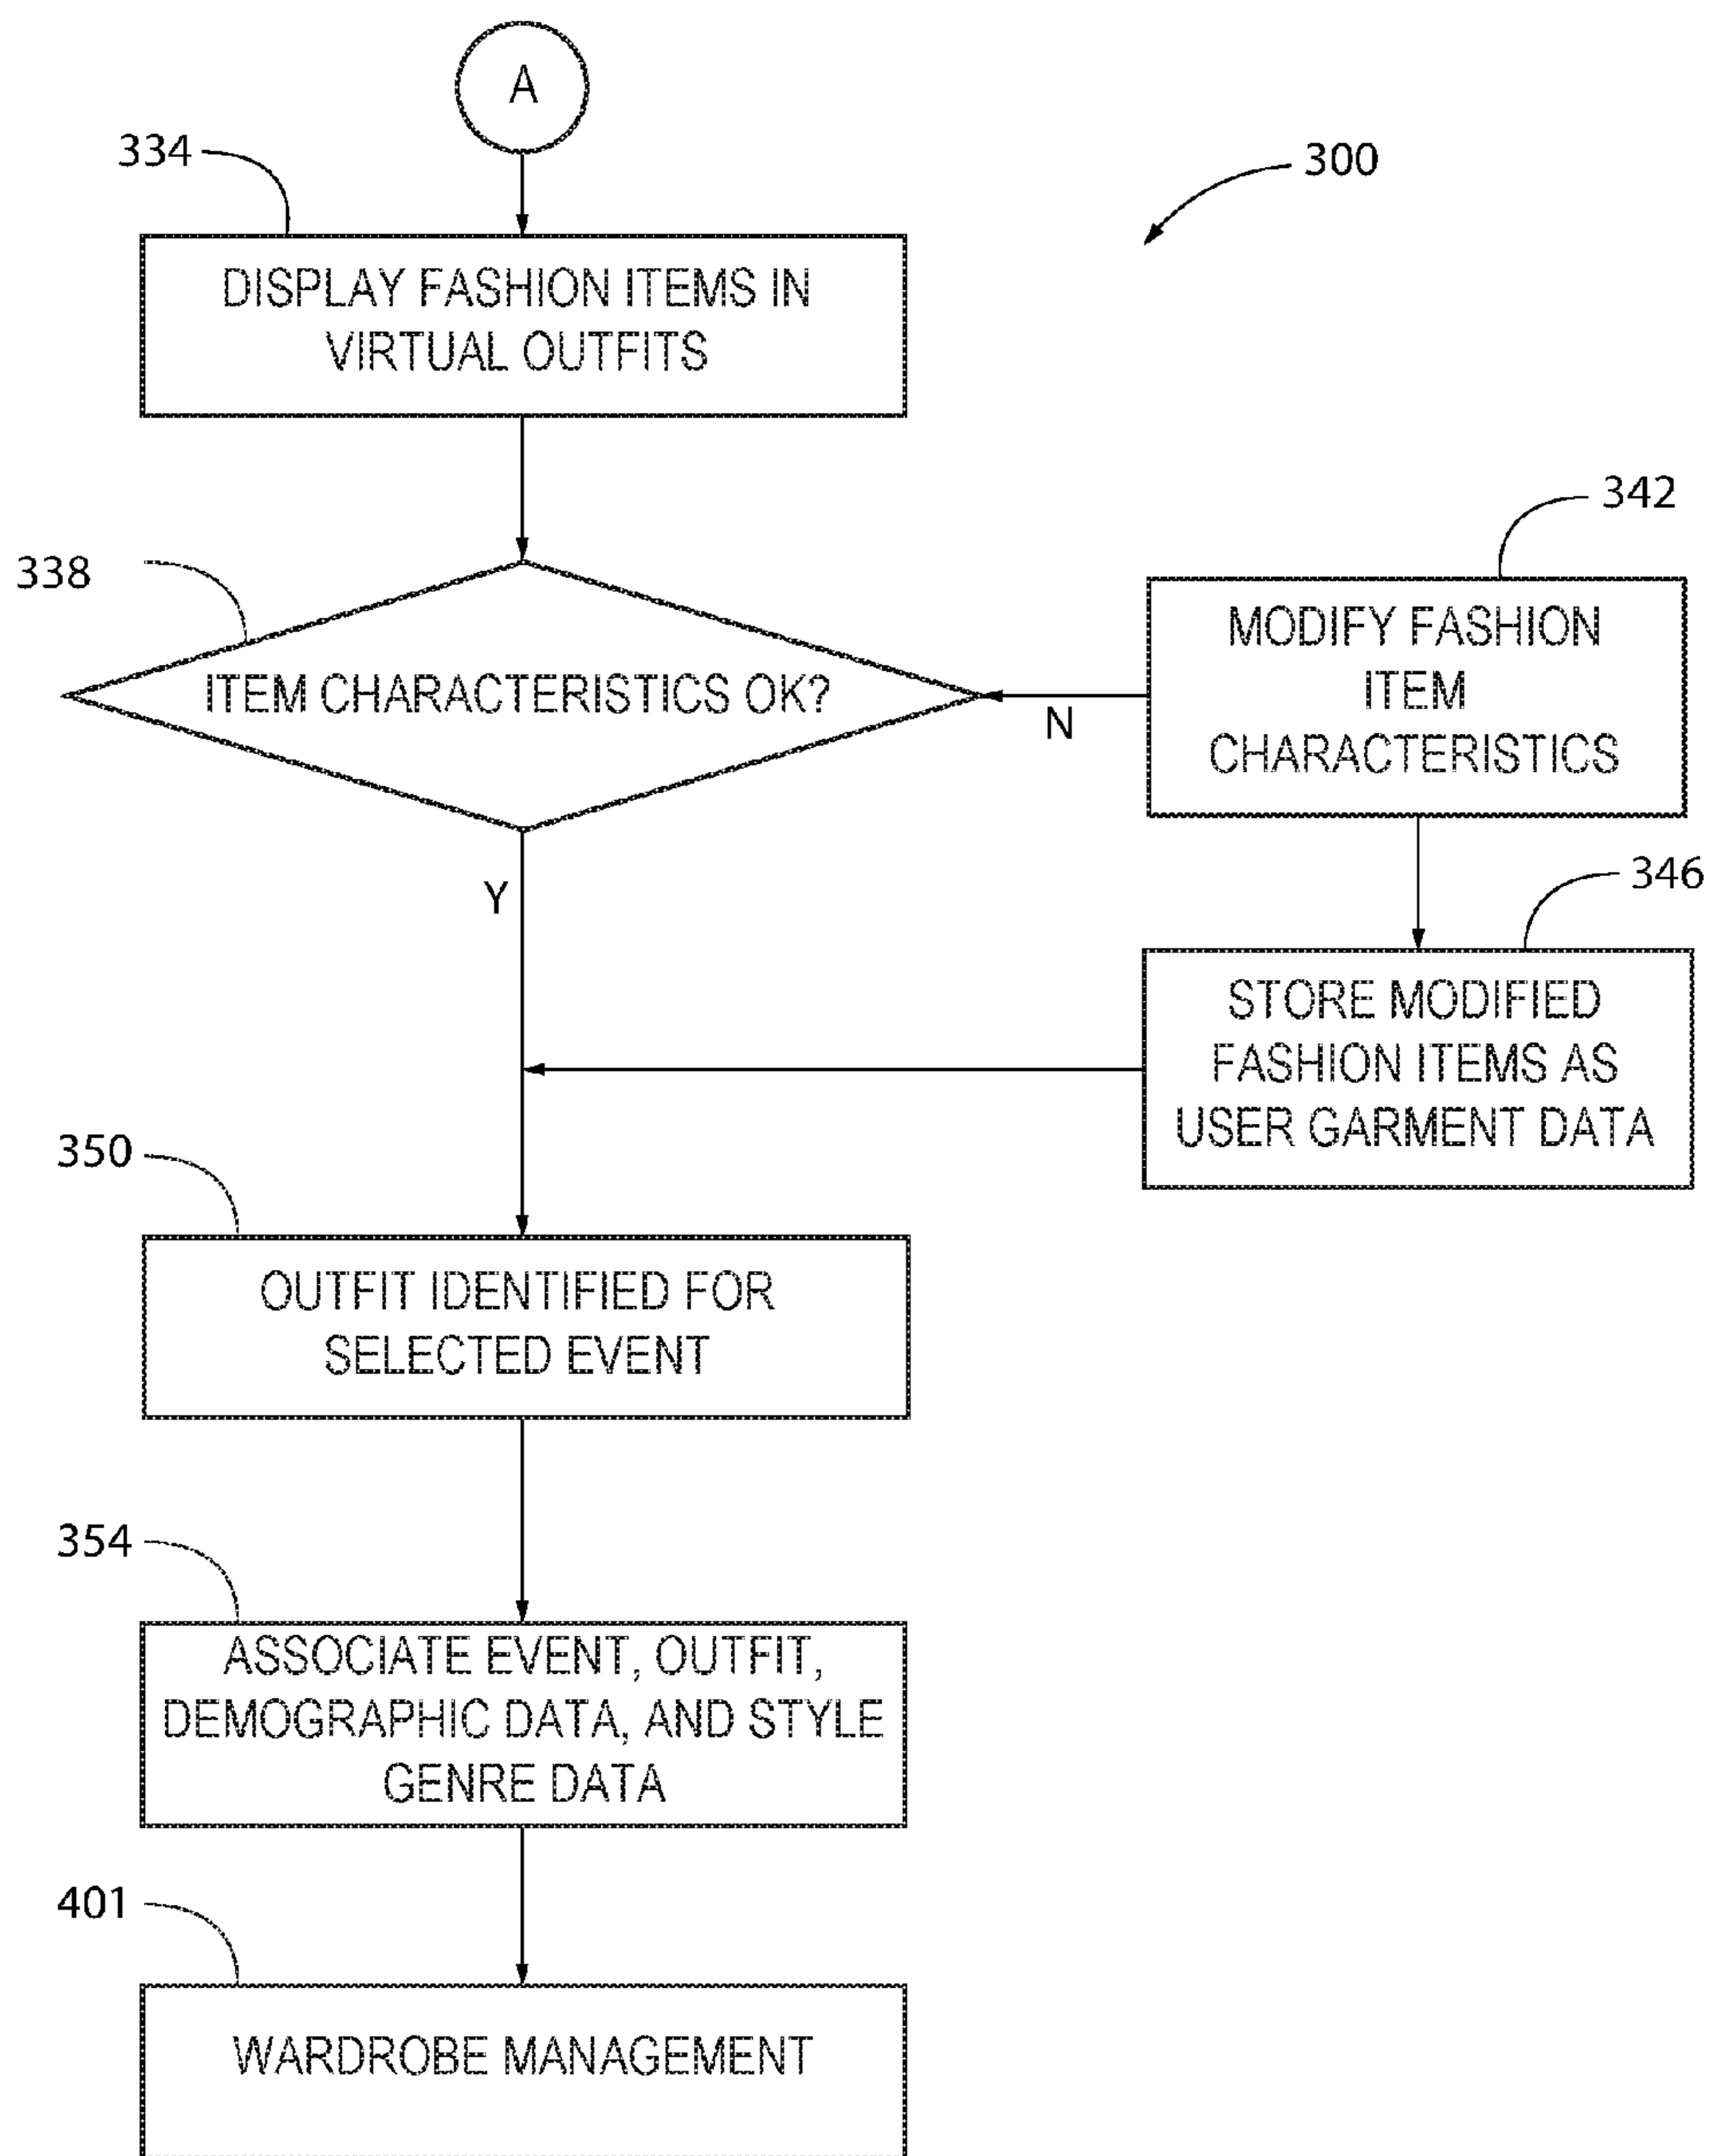 A
334
300
DISPLAY FASHION ITEMS IN
VIRTUAL OUTFITS
342
338
ITEM CHARACTERISTICS OK?
MODIFY FASHION
ITEM
CHARACTERISTICS
N
Y
346
STORE MODIFIED
FASHION ITEMS AS
USER GARMENT DATA
350
OUTFIT IDENTIFIED FOR
SELECTED EVENT
354
ASSOCIATE EVENT, OUTFIT,
DEMOGRAPHIC DATA, AND STYLE
GENRE DATA
401
WARDROBE MANAGEMENT